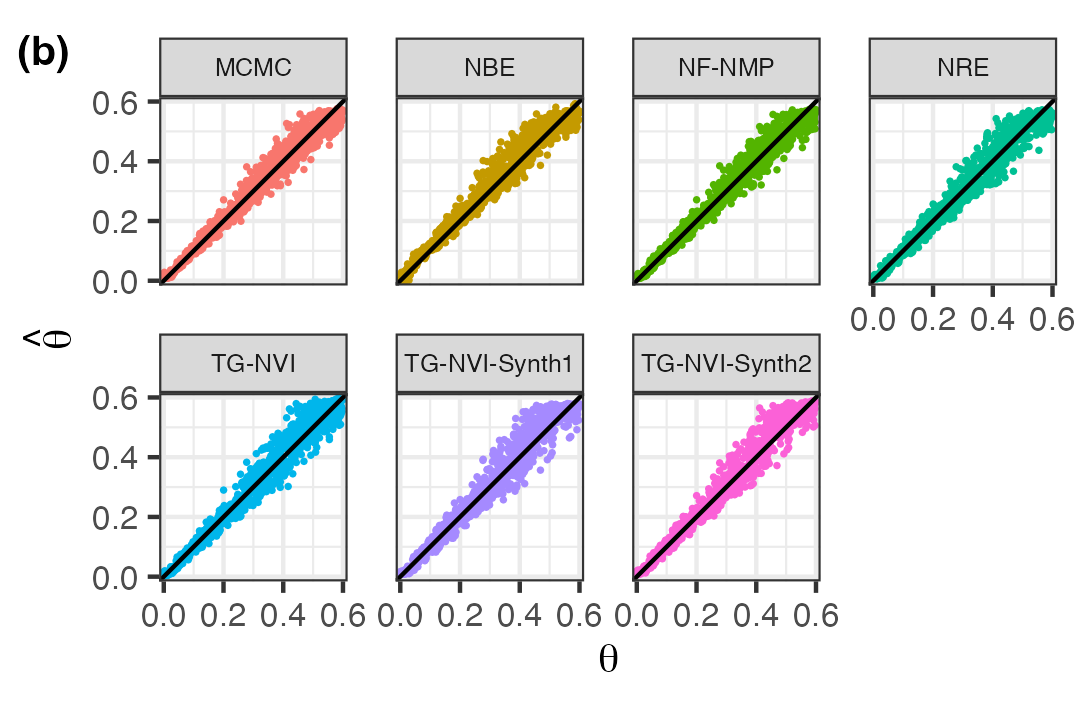 (b)
MCMC NBE NF-NMP NRE
0.6
0.4
0.2
0.0
0.0 0.2 0.4 0.6
θ̂
TG-NVI TG-NVI-Synth1 TG-NVI-Synth2
0.6
0.4
0.2
0.0
0.0 0.2 0.4 0.6 0.0 0.2 0.4 0.6 0.0 0.2 0.4 0.6
θ